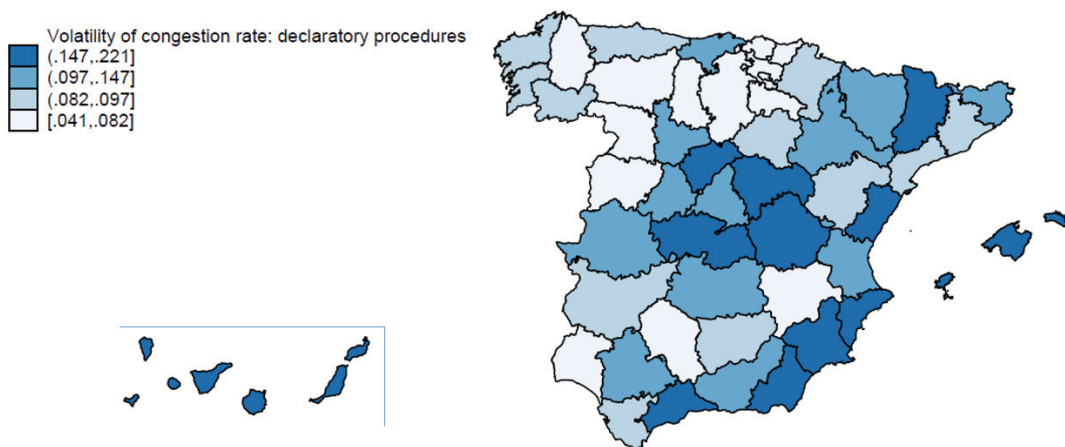 Volatility of congestion rate: declaratory procedures
(.147,.221]
(.097,.147]
(.082,.097]
[.041,.082]